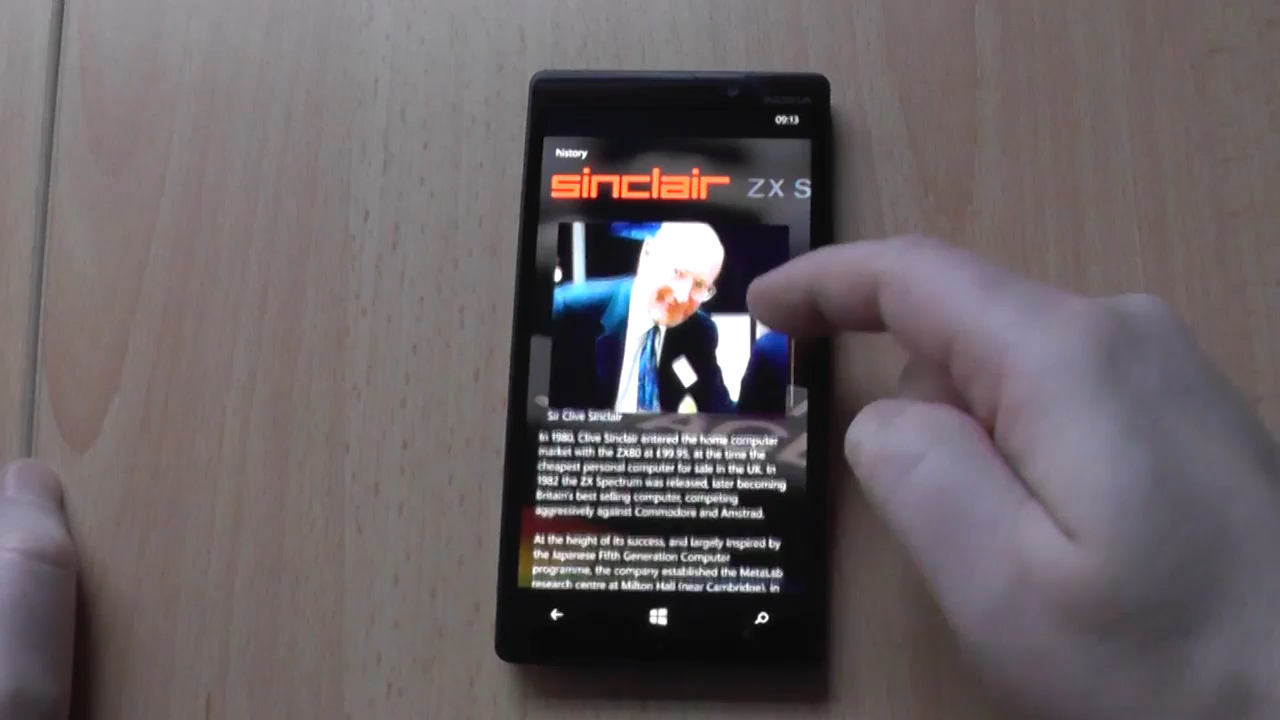 NOKIA
09:13
history
sinclair ZX S
Sir Clive Sinclair
In 1980, Clive Sinclair entered the home computer
market with the ZX80 at £99.95, at the time the
cheapest personal computer for sale in the UK. In
1982 the ZX Spectrum was released, later becoming
Britain's best selling computer, competing
aggressively against Commodore and Amstrad.
At the height of its success, and largely inspired by
the Japanese Fifth Generation Computer
programme, the company established the MetaLab
research centre at Milton Hall (near Cambridge), in